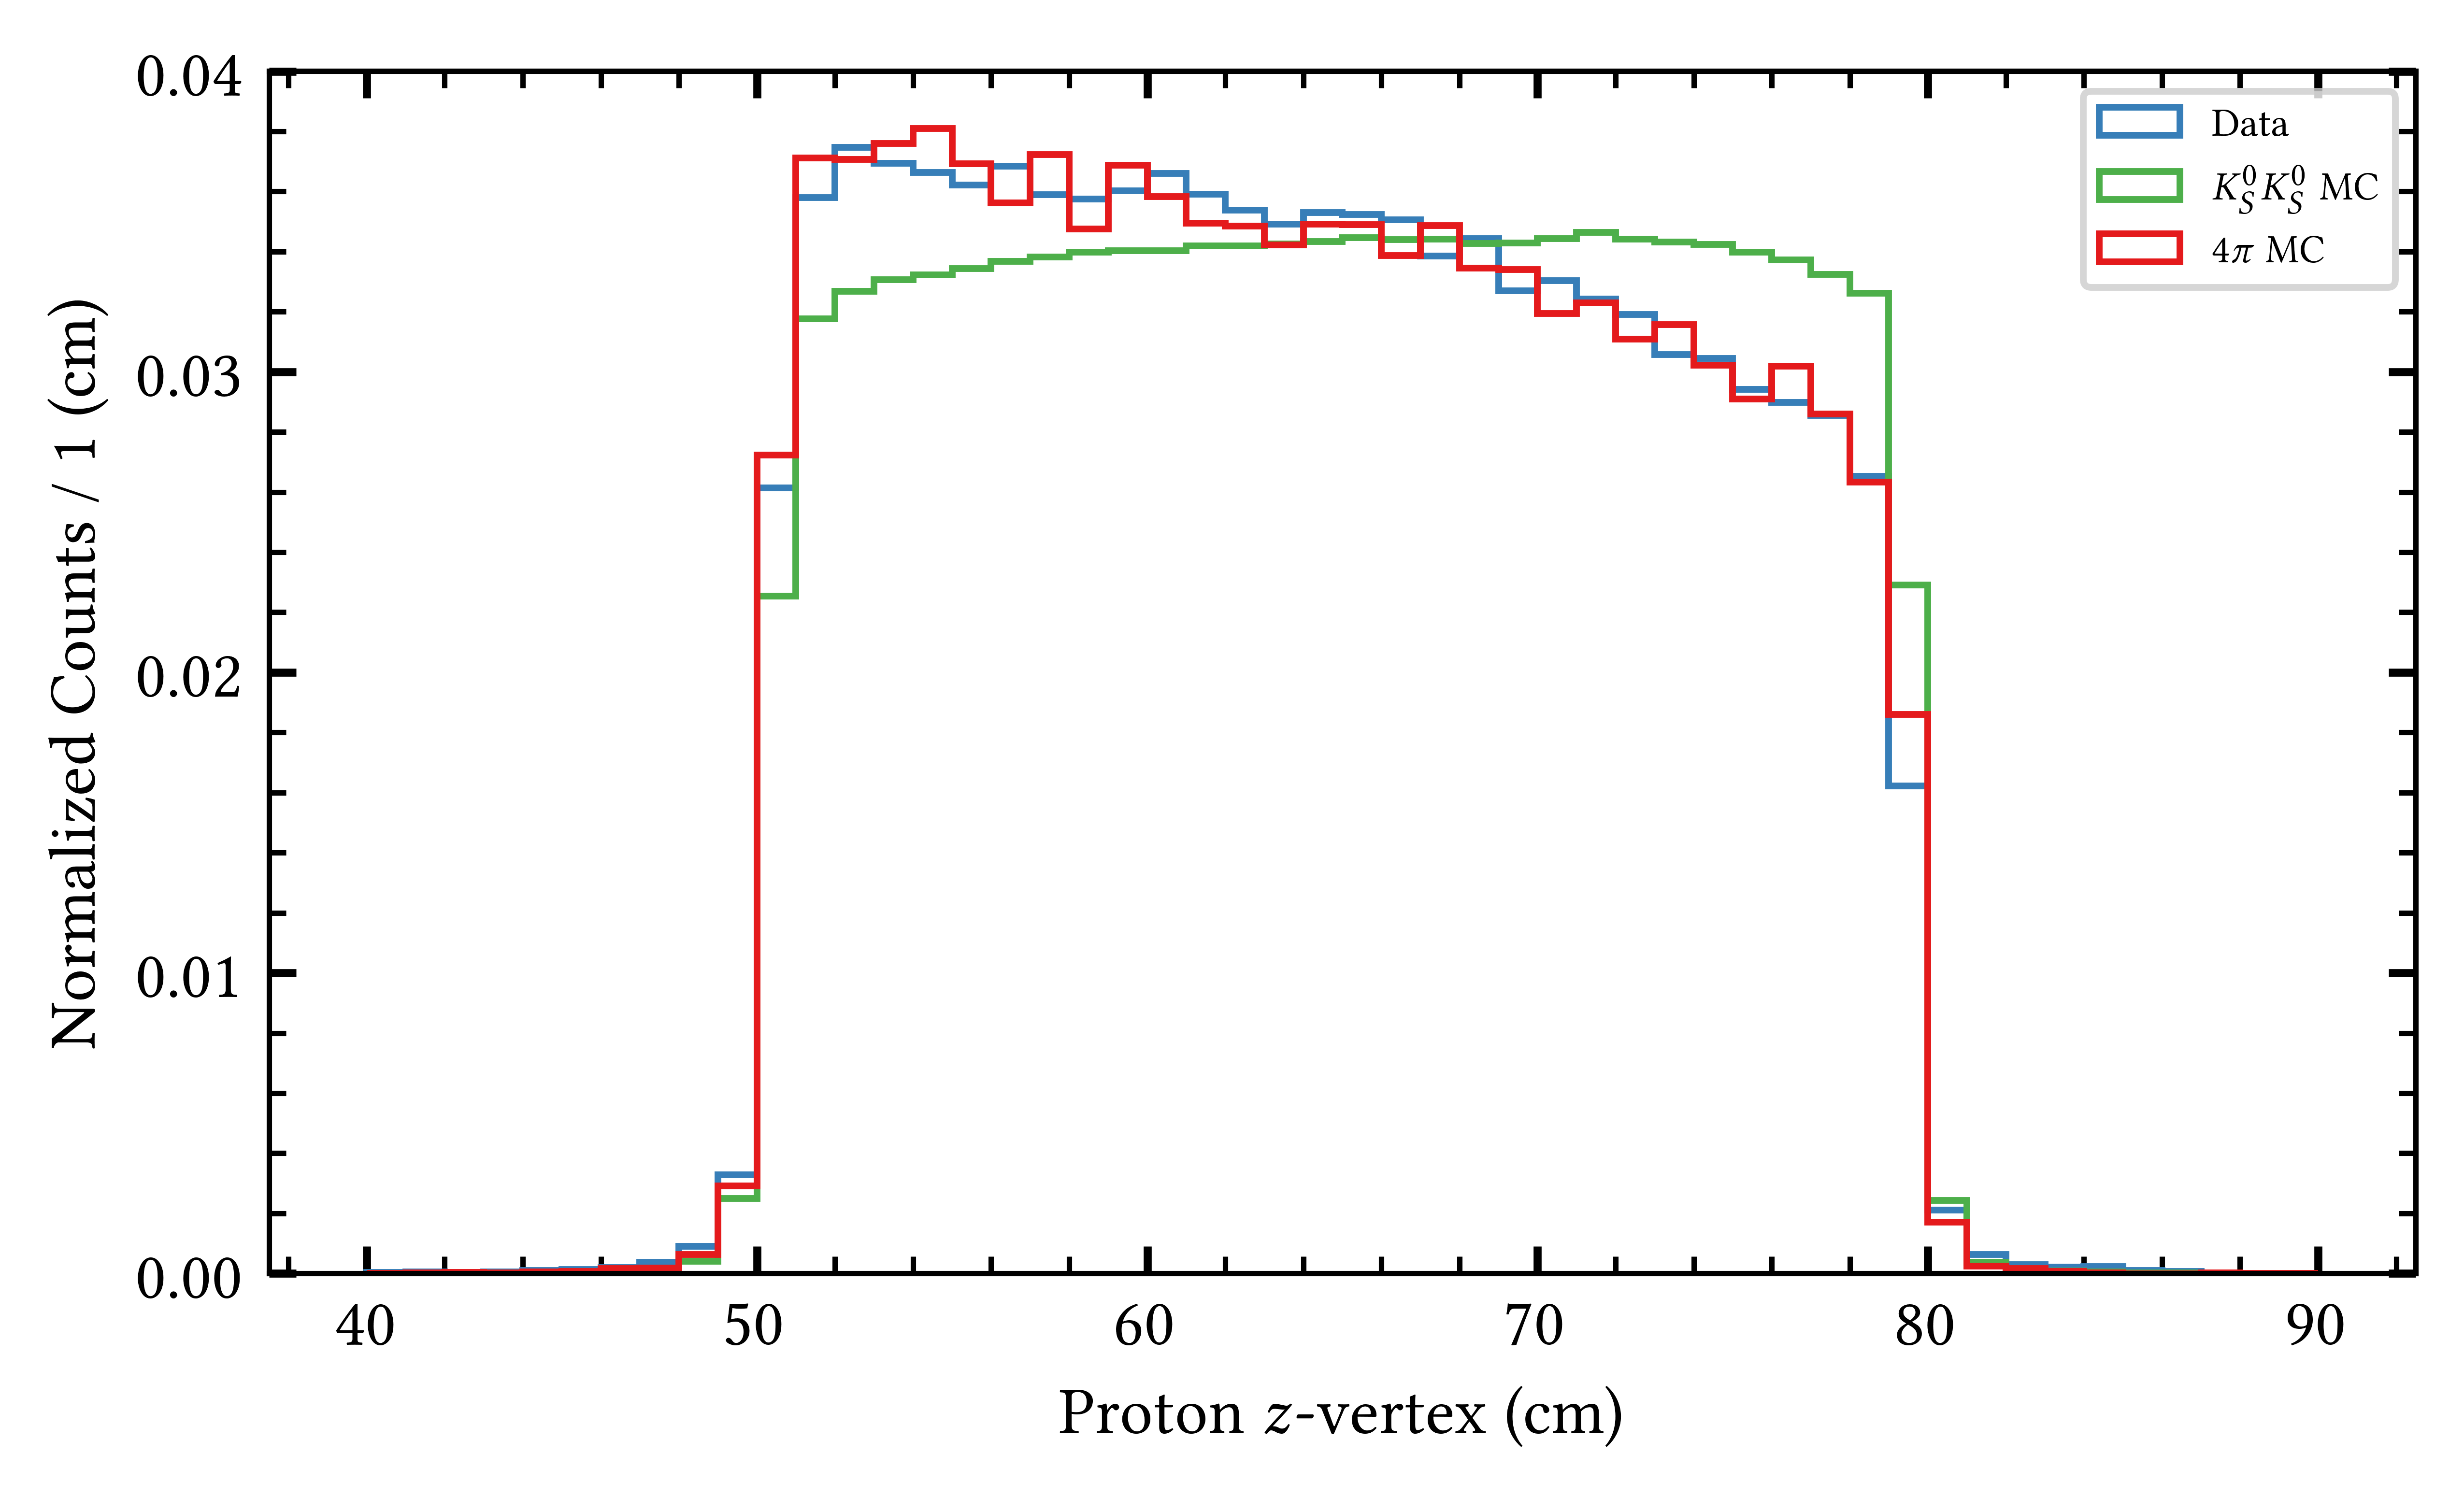 0.04
0.03
0.02
0.01
0.00
Normalized Counts / 1 (cm)
Data
K_S^0 K_S^0 MC
4π MC
40 50 60 70 80 90
Proton z-vertex (cm)